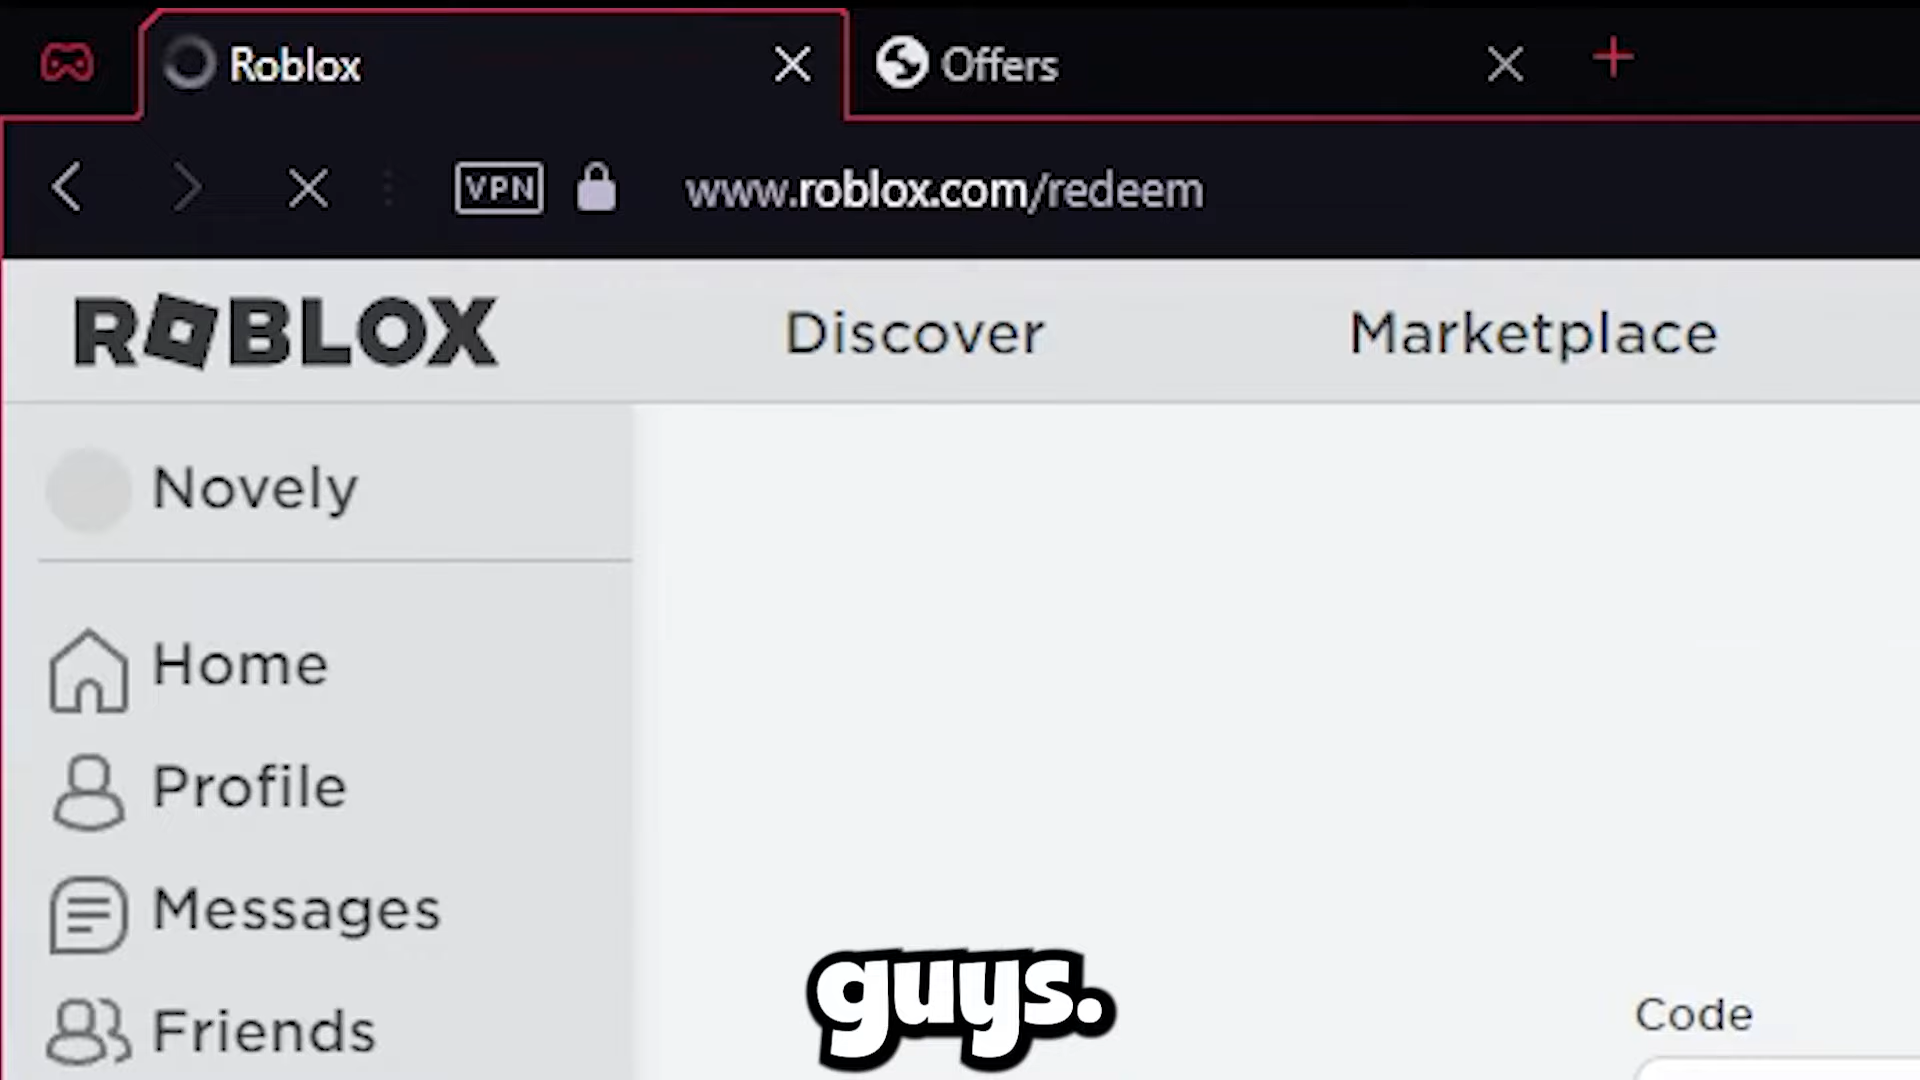 Roblox
Offers
VPN
www.roblox.com/redeem
ROBLOX
Discover
Marketplace
Novely
Home
Profile
Messages
Friends
guys.
Code